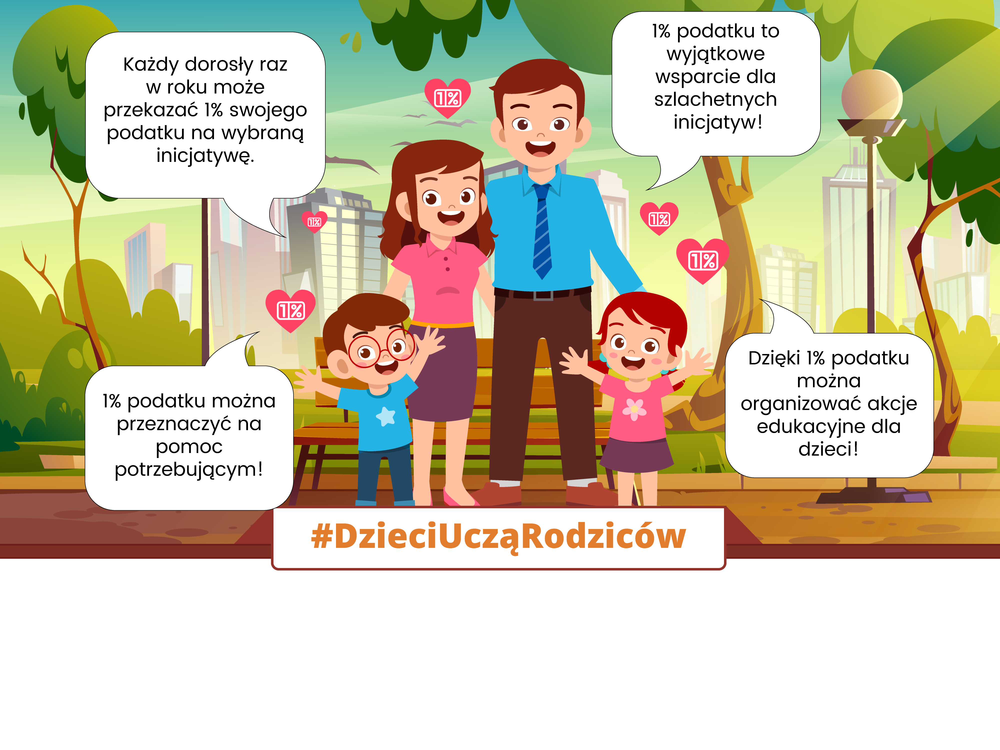 Każdy dorosły raz
w roku może
przekazać 1% swojego
podatku na wybraną
inicjatywę.
1% podatku to
wyjątkowe
wsparcie dla
szlachetnych
inicjatyw!
1%
1%
1%
1%
1%
1% podatku można
przeznaczyć na
pomoc
potrzebującym!
Dzięki 1% podatku
można
organizować akcje
edukacyjne dla
dzieci!
#DzieciUcząRodziców